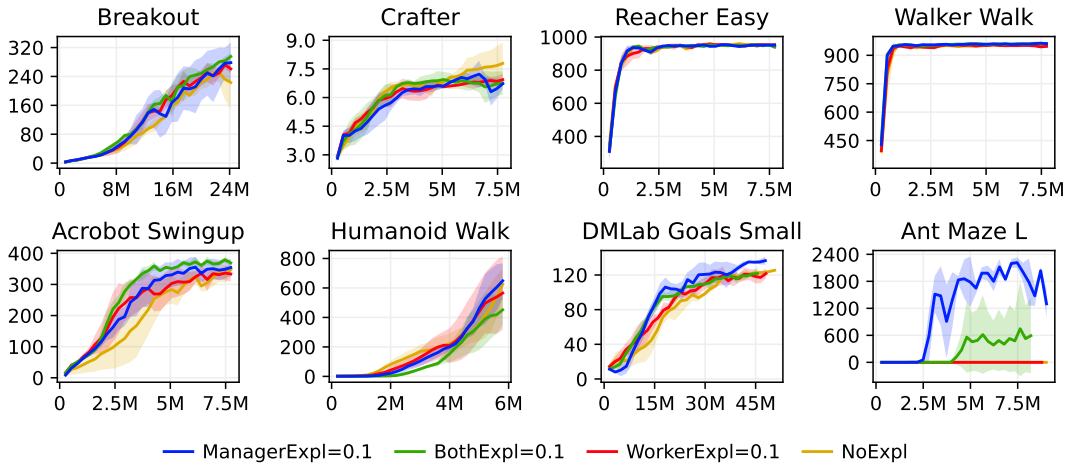 Breakout
320
240
160
80
0
0 8M 16M 24M
Crafter
9.0
7.5
6.0
4.5
3.0
0 2.5M 5M 7.5M
Reacher Easy
1000
800
600
400
0 2.5M 5M 7.5M
Walker Walk
900
750
600
450
0 2.5M 5M 7.5M
Acrobot Swingup
400
300
200
100
0
0 2.5M 5M 7.5M
Humanoid Walk
800
600
400
200
0
0 2M 4M 6M
DMLab Goals Small
120
80
40
0
0 15M 30M 45M
Ant Maze L
2400
1800
1200
600
0
0 2.5M 5M 7.5M
ManagerExpl=0.1 BothExpl=0.1 WorkerExpl=0.1 NoExpl